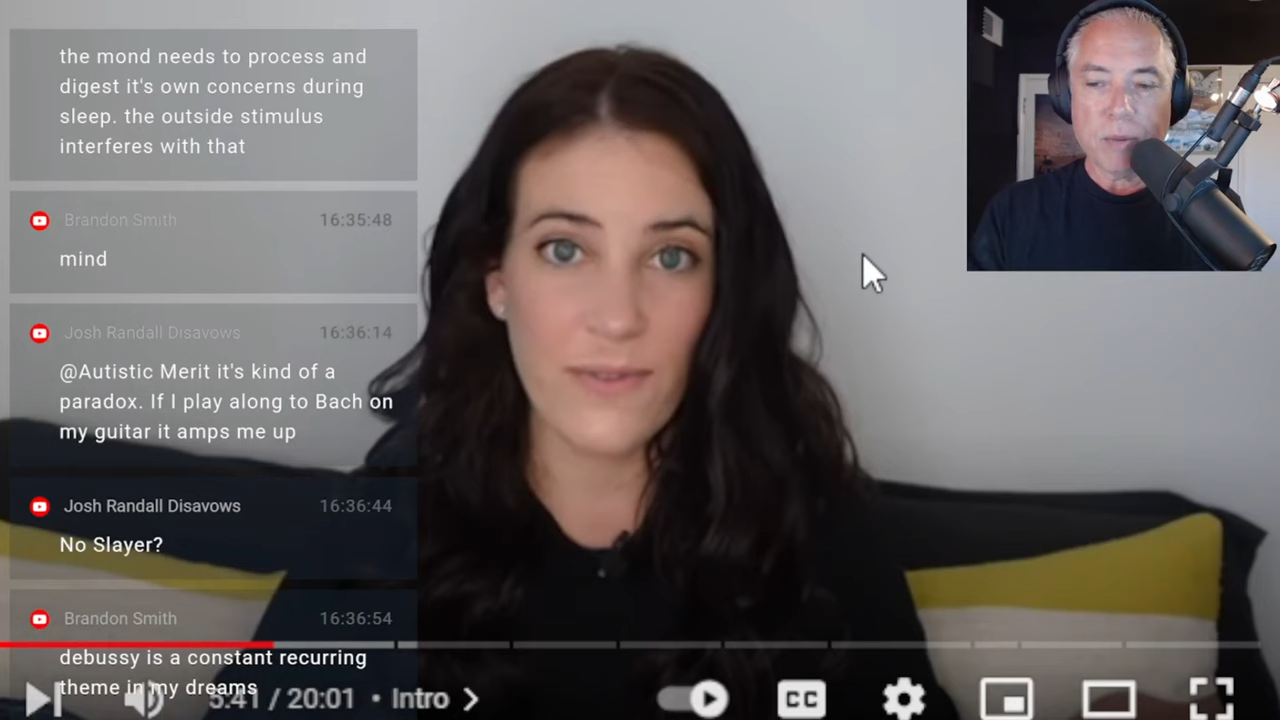 the mond needs to process and
digest it's own concerns during
sleep. the outside stimulus
interferes with that
Brandon Smith 16:35:48
mind
Josh Randall Disavows 16:36:14
@Autistic Merit it's kind of a
paradox. If I play along to Bach on
my guitar it amps me up
Josh Randall Disavows 16:36:44
No Slayer?
Brandon Smith 16:36:54
debussy is a constant recurring
theme in my dreams
5:41 / 20:01 • Intro
CC